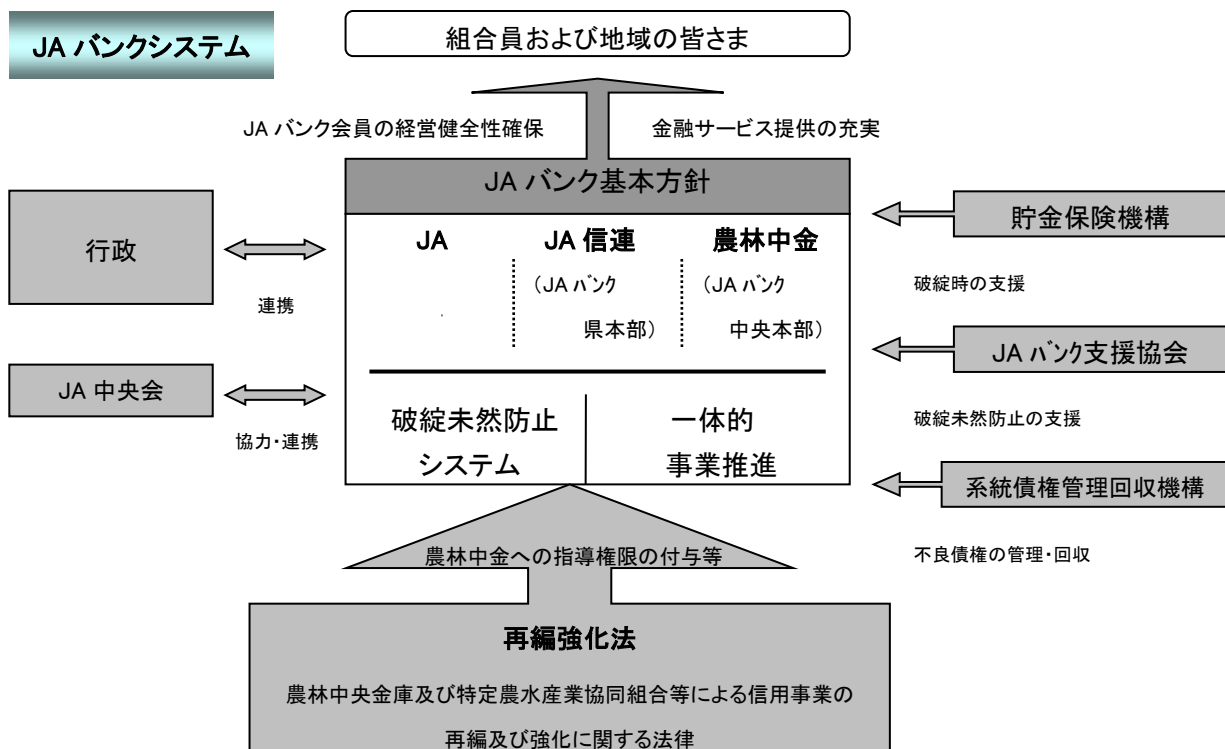 JA バンクシステム
組合員および地域の皆さま
JA バンク会員の経営健全性確保
金融サービス提供の充実
JA バンク基本方針
行政
連携
JA 中央会
協力・連携
JA
JA 信連
(JA バンク
県本部)
農林中金
(JA バンク
中央本部)
破綻未然防止
システム
一体的
事業推進
貯金保険機構
破綻時の支援
JA バンク支援協会
破綻未然防止の支援
系統債権管理回収機構
不良債権の管理・回収
農林中金への指導権限の付与等
再編強化法
農林中央金庫及び特定農水産業協同組合等による信用事業の
再編及び強化に関する法律